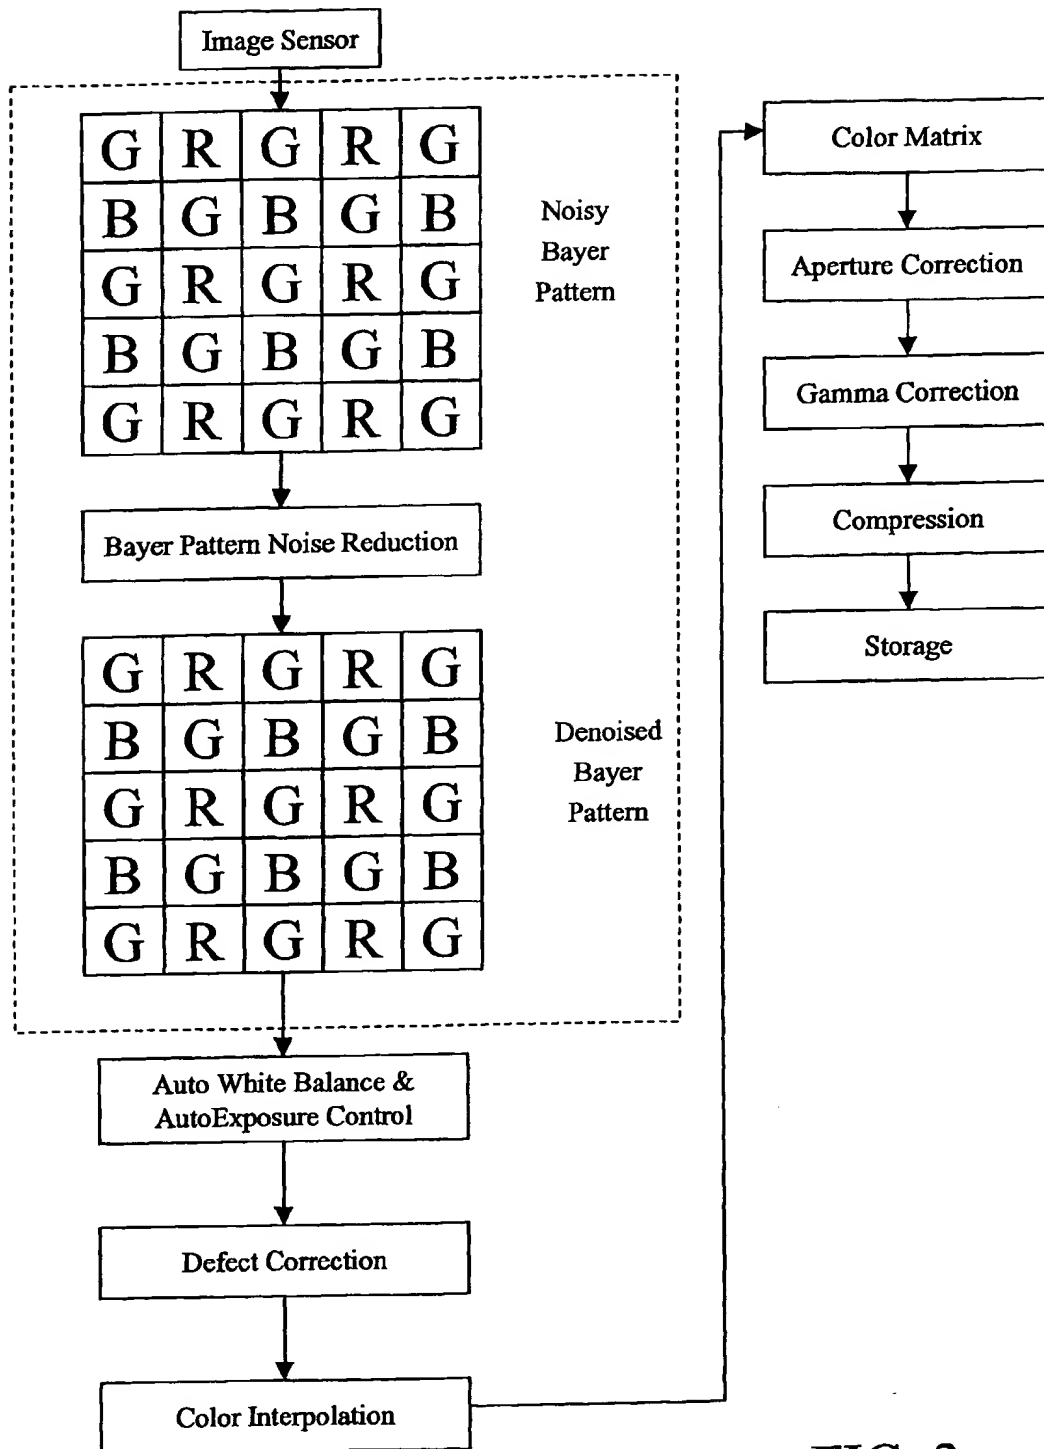 Image Sensor
G R G R G
B G B G B
G R G R G
B G B G B
G R G R G
Noisy
Bayer
Pattern
Bayer Pattern Noise Reduction
G R G R G
B G B G B
G R G R G
B G B G B
G R G R G
Denoised
Bayer
Pattern
Auto White Balance &
AutoExposure Control
Defect Correction
Color Interpolation
Color Matrix
Aperture Correction
Gamma Correction
Compression
Storage